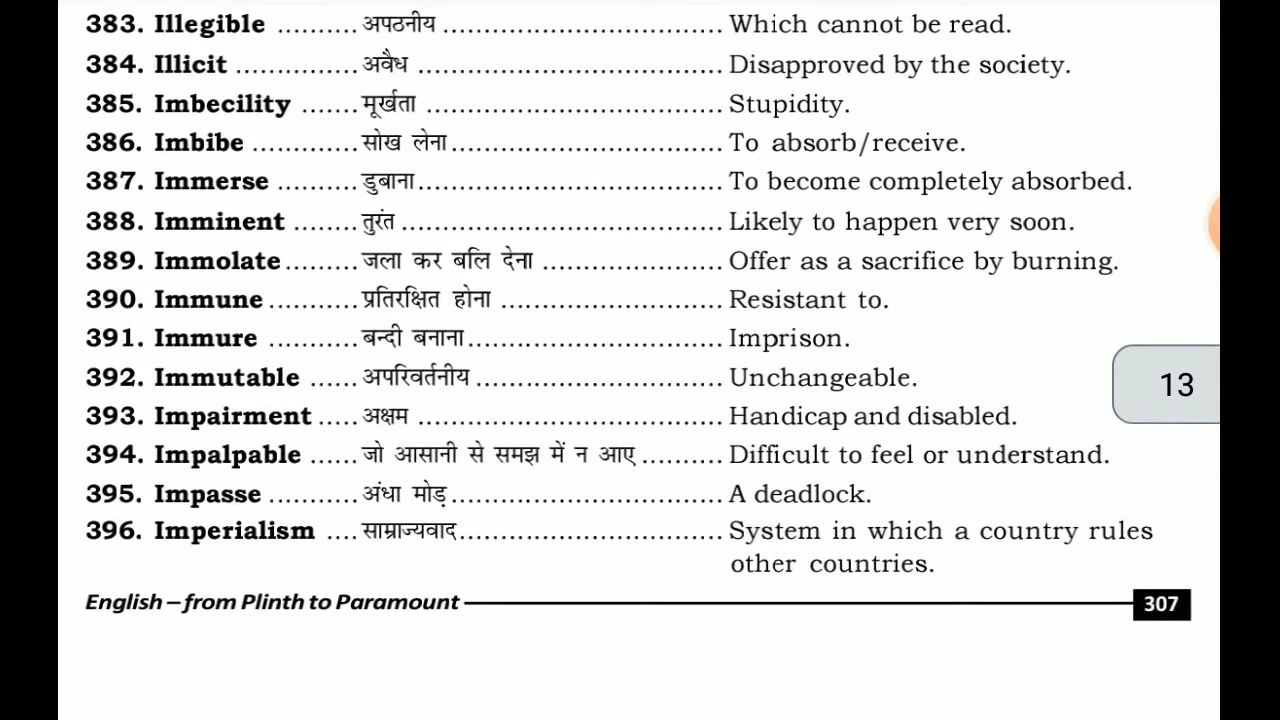 383. Illegible .......... अपठनीय .................................. Which cannot be read.
384. Illicit .............. अवैध ..................................... Disapproved by the society.
385. Imbecility ....... मूर्खता .................................... Stupidity.
386. Imbibe ............. सोख लेना................................. To absorb/receive.
387. Immerse .......... डुबाना..................................... To become completely absorbed.
388. Imminent ........ तुरंत ....................................... Likely to happen very soon.
389. Immolate......... जला कर बलि देना ...................... Offer as a sacrifice by burning.
390. Immune ........... प्रतिरक्षित होना ........................... Resistant to.
391. Immure ........... बन्दी बनाना............................... Imprison.
392. Immutable ...... अपरिवर्तनीय .............................. Unchangeable.
393. Impairment ..... अक्षम ..................................... Handicap and disabled.
394. Impalpable ...... जो आसानी से समझ में न आए .......... Difficult to feel or understand.
395. Impasse ........... अंधा मोड़................................. A deadlock.
13
396. Imperialism .... साम्राज्यवाद................................ System in which a country rules
other countries.
English – from Plinth to Paramount 307